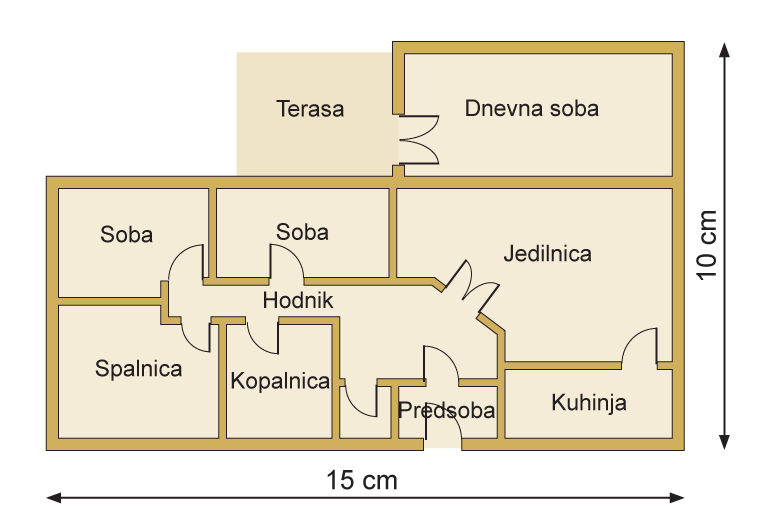 Terasa
Dnevna soba
Soba
Soba
Jedilnica
Hodnik
Spalnica
Kopalnica
Predsoba
Kuhinja
10 cm
15 cm